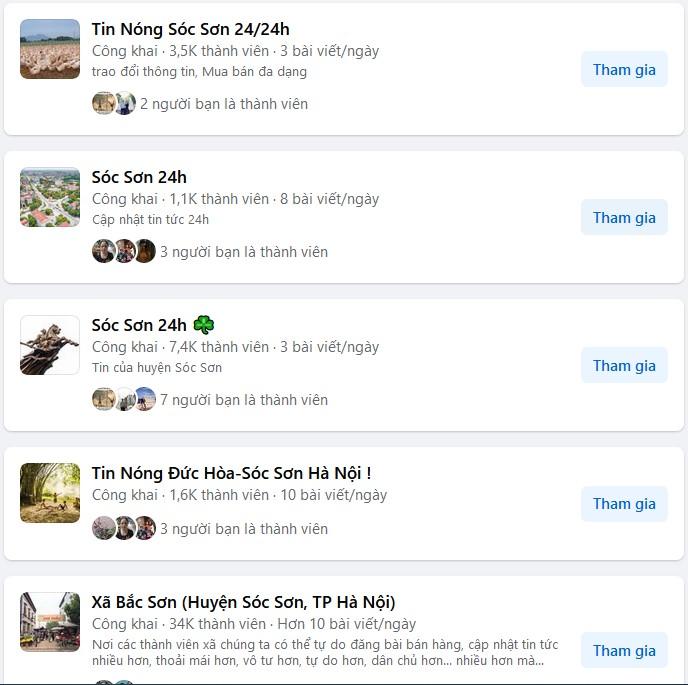 Tin Nóng Sóc Sơn 24/24h
Công khai · 3,5K thành viên · 3 bài viết/ngày
trao đổi thông tin, Mua bán đa dạng
2 người bạn là thành viên
Tham gia
Sóc Sơn 24h
Công khai · 1,1K thành viên · 8 bài viết/ngày
Cập nhật tin tức 24h
3 người bạn là thành viên
Tham gia
Sóc Sơn 24h ☘️
Công khai · 7,4K thành viên · 3 bài viết/ngày
Tin của huyện Sóc Sơn
7 người bạn là thành viên
Tham gia
Tin Nóng Đức Hòa-Sóc Sơn Hà Nội !
Công khai · 1,6K thành viên · 10 bài viết/ngày
3 người bạn là thành viên
Tham gia
Xã Bắc Sơn (Huyện Sóc Sơn, TP Hà Nội)
Công khai · 34K thành viên · Hơn 10 bài viết/ngày
Nơi các thành viên xã chúng ta có thể tự do đăng bài bán hàng, cập nhật tin tức
nhiều hơn, thoải mái hơn, vô tư hơn, tự do hơn, dân chủ hơn... nhiều hơn mà...
Tham gia